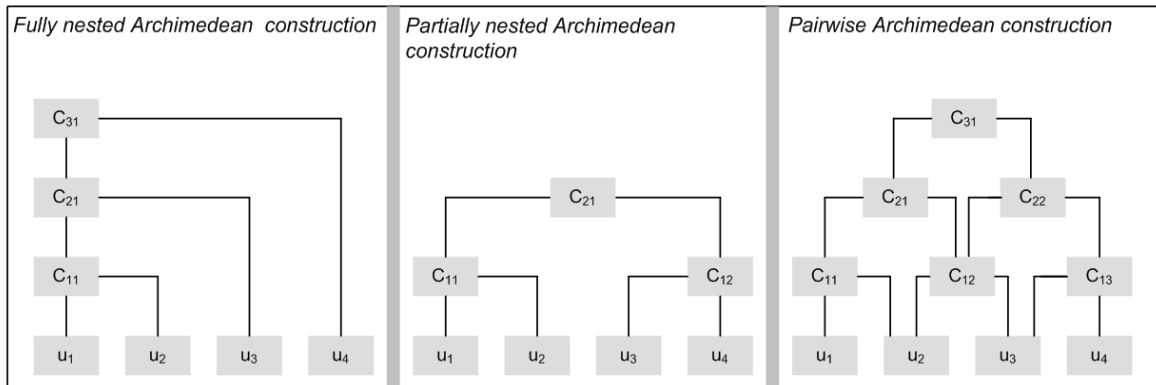 Fully nested Archimedean construction
C₃₁
C₂₁
C₁₁
u₁ u₂ u₃ u₄
Partially nested Archimedean
construction
C₂₁
C₁₁ C₁₂
u₁ u₂ u₃ u₄
Pairwise Archimedean construction
C₃₁
C₂₁ C₂₂
C₁₁ C₁₂ C₁₃
u₁ u₂ u₃ u₄